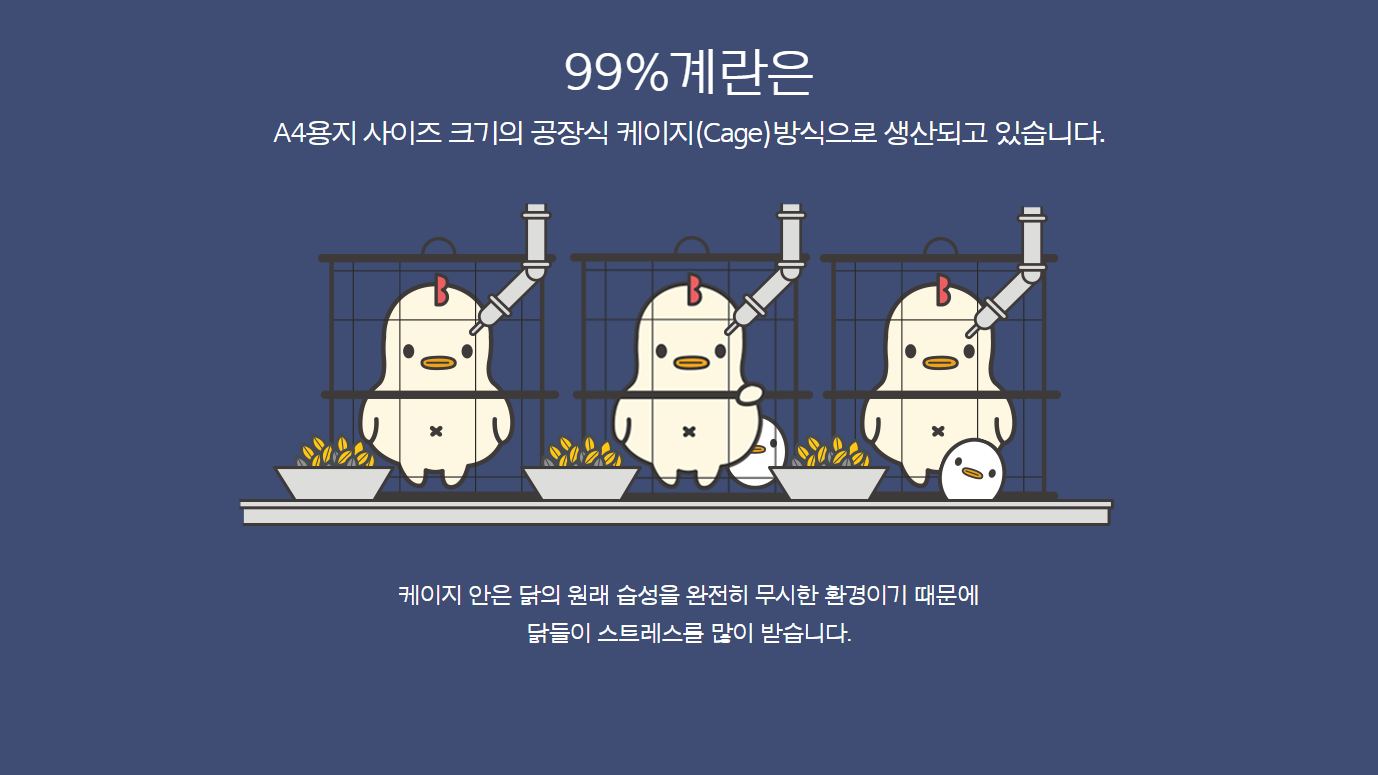 99%계란은
A4용지 사이즈 크기의 공장식 케이지(Cage)방식으로 생산되고 있습니다.
케이지 안은 닭의 원래 습성을 완전히 무시한 환경이기 때문에
닭들이 스트레스를 많이 받습니다.